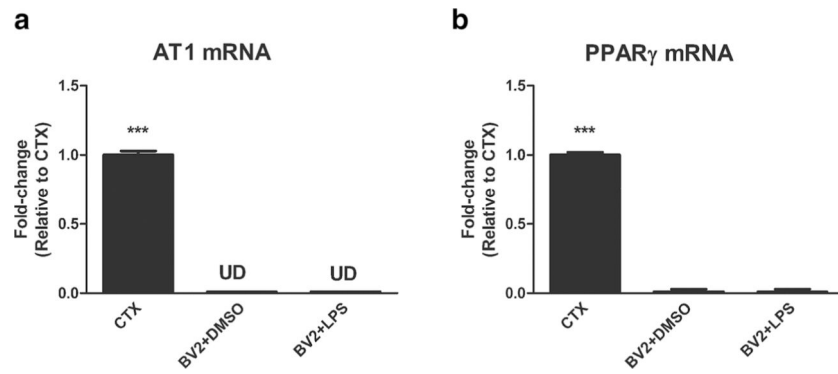 a
AT1 mRNA
Fold-change
(Relative to CTX)
1.5
1.0
0.5
0.0
***
UD
UD
CTX
BV2+DMSO
BV2+LPS
b
PPARγ mRNA
Fold-change
(Relative to CTX)
1.5
1.0
0.5
0.0
***
CTX
BV2+DMSO
BV2+LPS